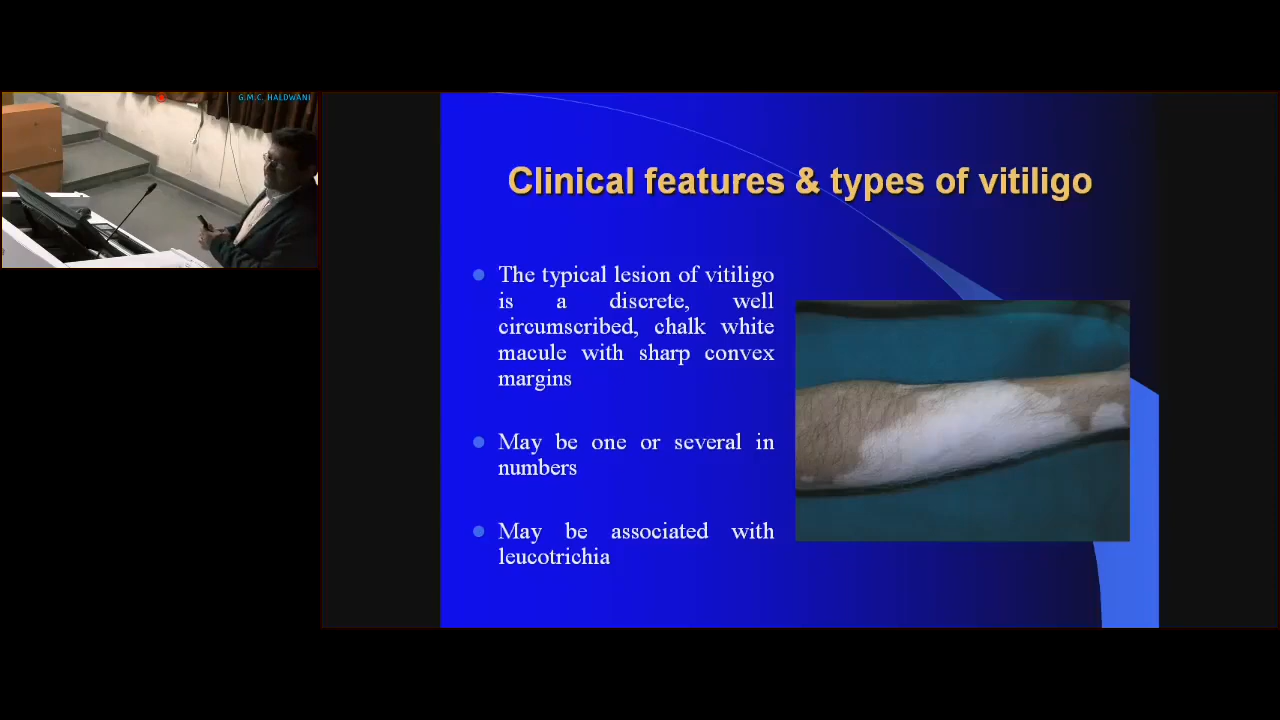 G.M.C. HALDWANI
Clinical features & types of vitiligo
The typical lesion of vitiligo
is a discrete, well
circumscribed, chalk white
macule with sharp convex
margins
May be one or several in
numbers
May be associated with
leucotrichia